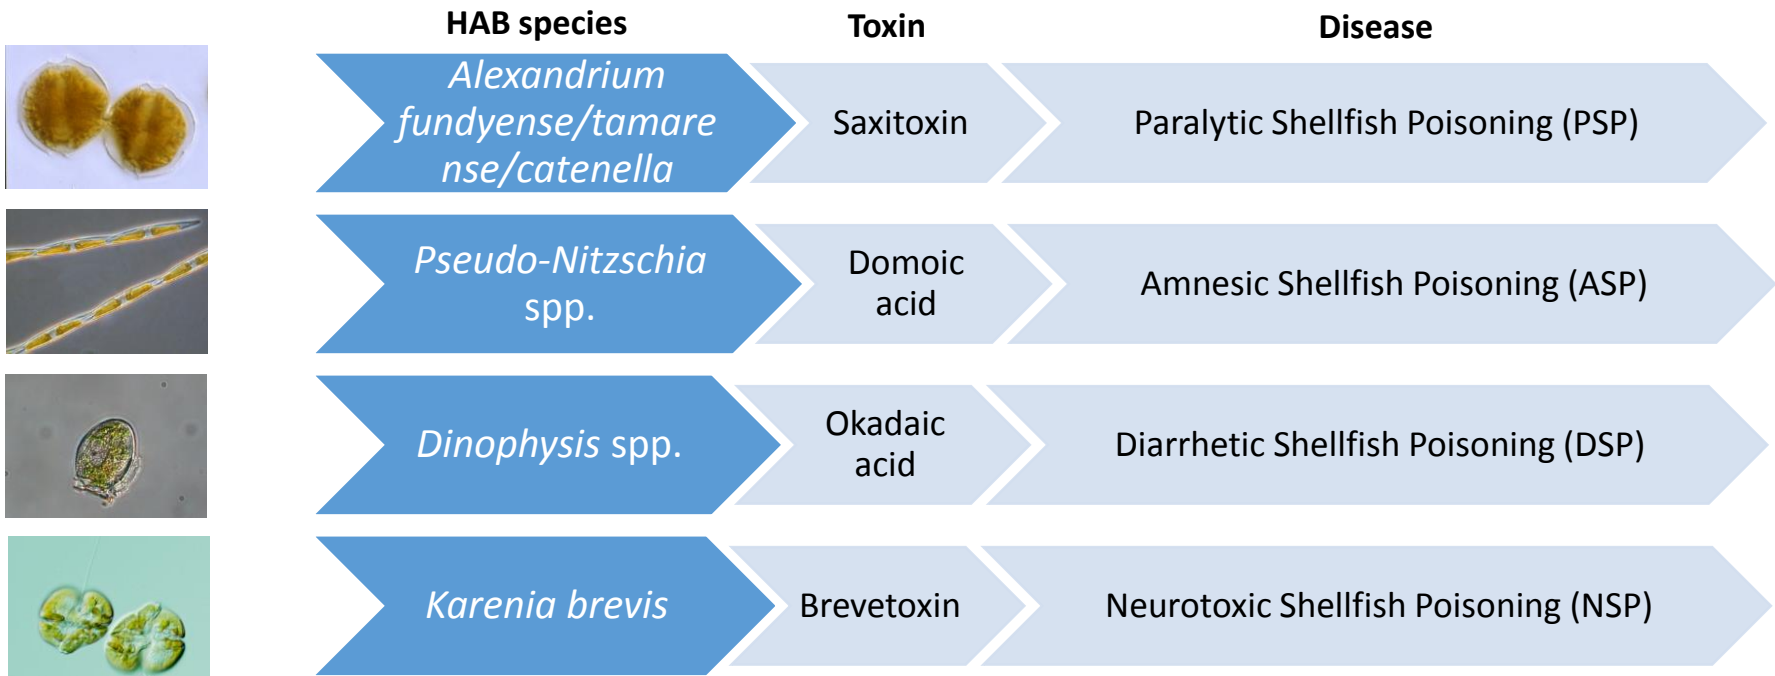 HAB species
Toxin
Disease
Alexandrium
fundyense/tamare
nse/catenella
Saxitoxin
Paralytic Shellfish Poisoning (PSP)
Pseudo-Nitzschia
spp.
Domoic
acid
Amnesic Shellfish Poisoning (ASP)
Dinophysis spp.
Okadaic
acid
Diarrhetic Shellfish Poisoning (DSP)
Karenia brevis
Brevetoxin
Neurotoxic Shellfish Poisoning (NSP)